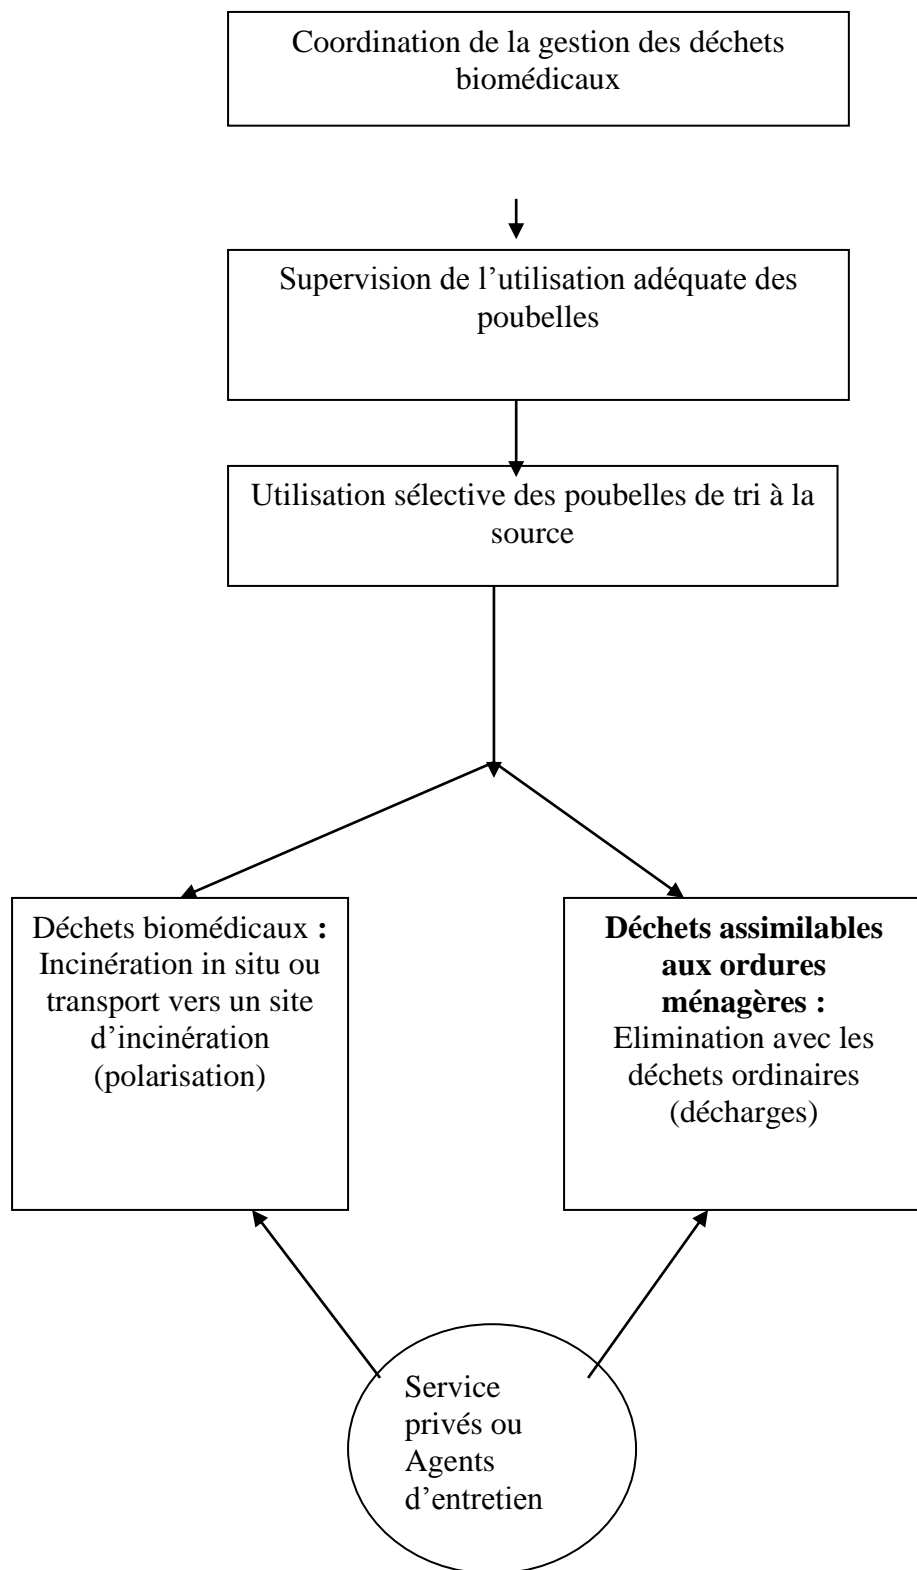 Coordination de la gestion des déchets
biomédicaux
Supervision de l’utilisation adéquate des
poubelles
Utilisation sélective des poubelles de tri à la
source
Déchets biomédicaux :
Incinération in situ ou
transport vers un site
d’incinération
(polarisation)
Déchets assimilables
aux ordures
ménagères :
Elimination avec les
déchets ordinaires
(décharges)
Service
privés ou
Agents
d’entretien